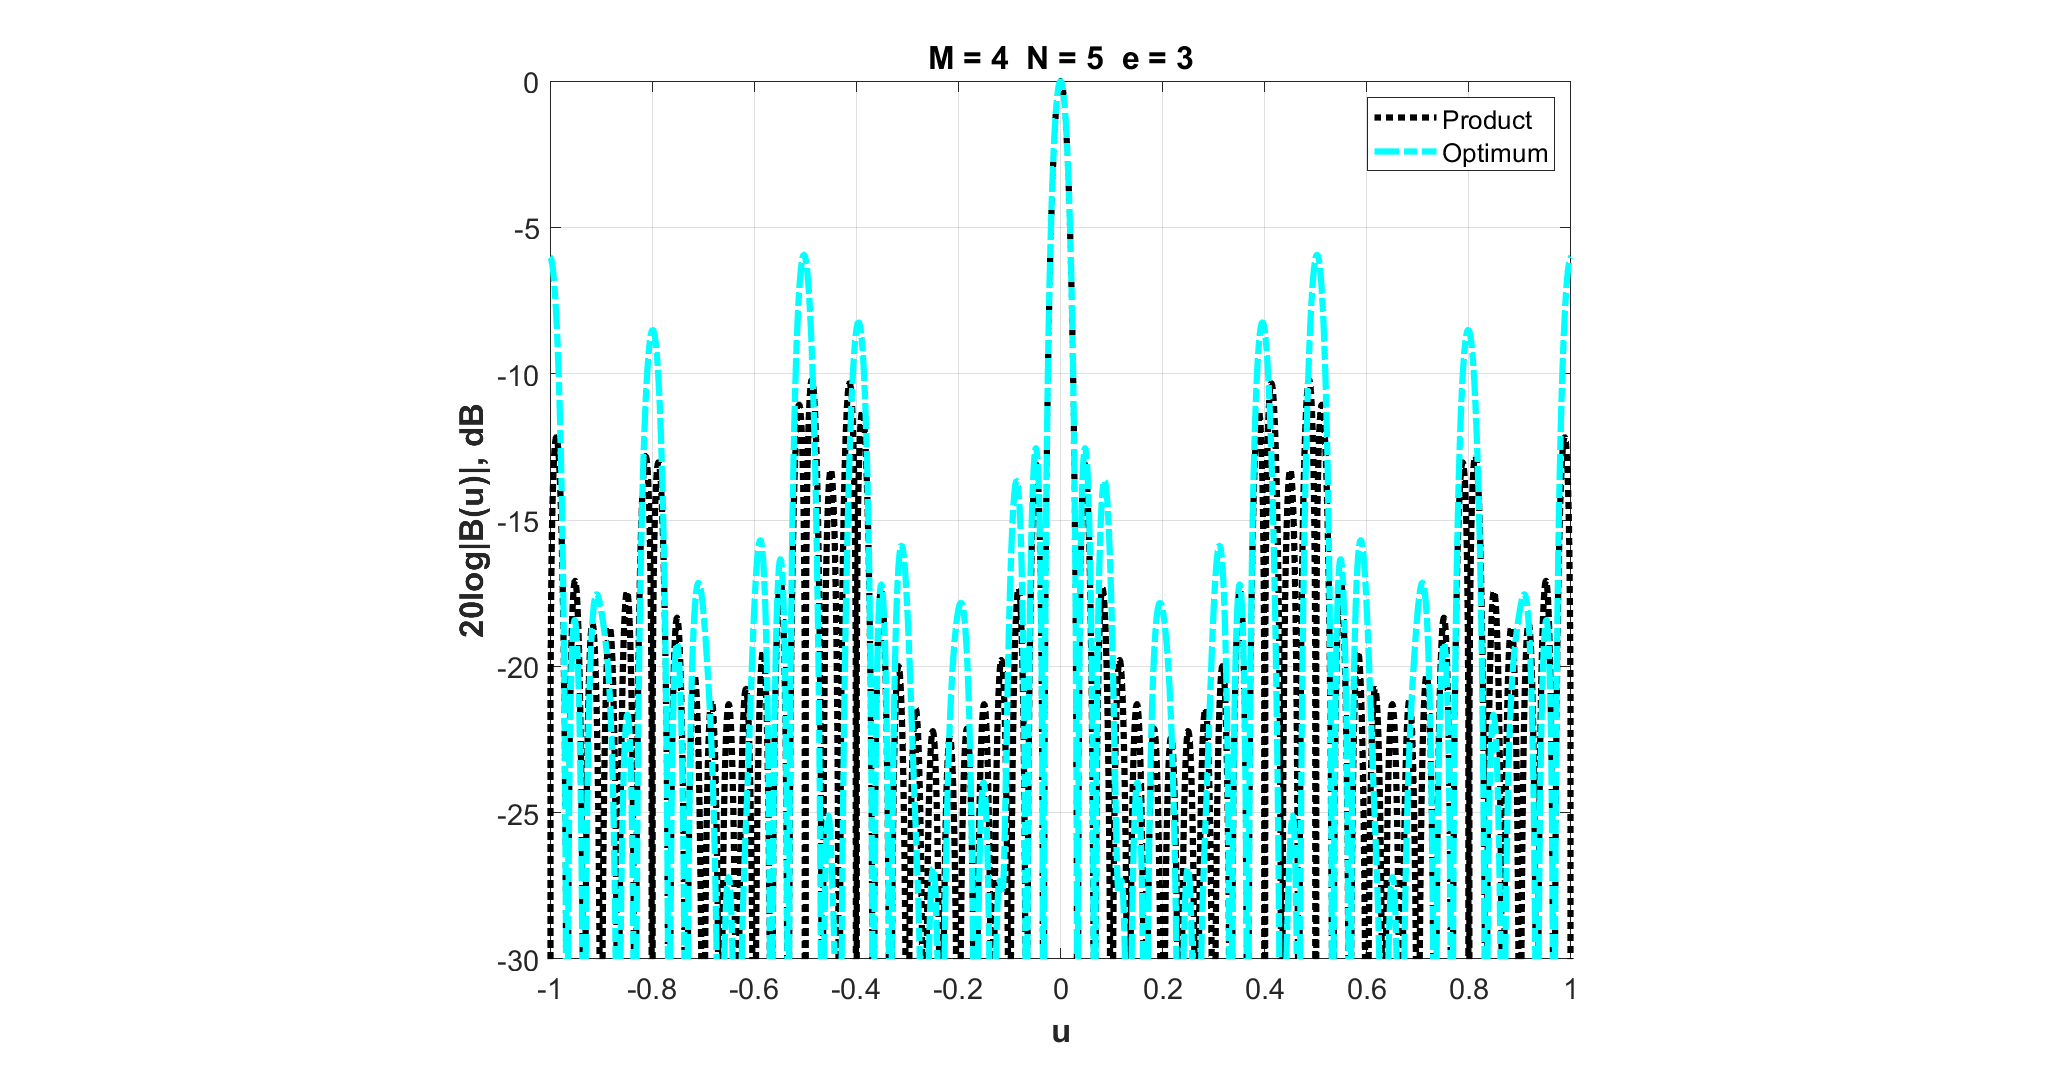 M = 4  N = 5  e = 3
Product
Optimum
20log|B(u)|, dB
0
-5
-10
-15
-20
-25
-30
-1 -0.8 -0.6 -0.4 -0.2 0 0.2 0.4 0.6 0.8 1
u